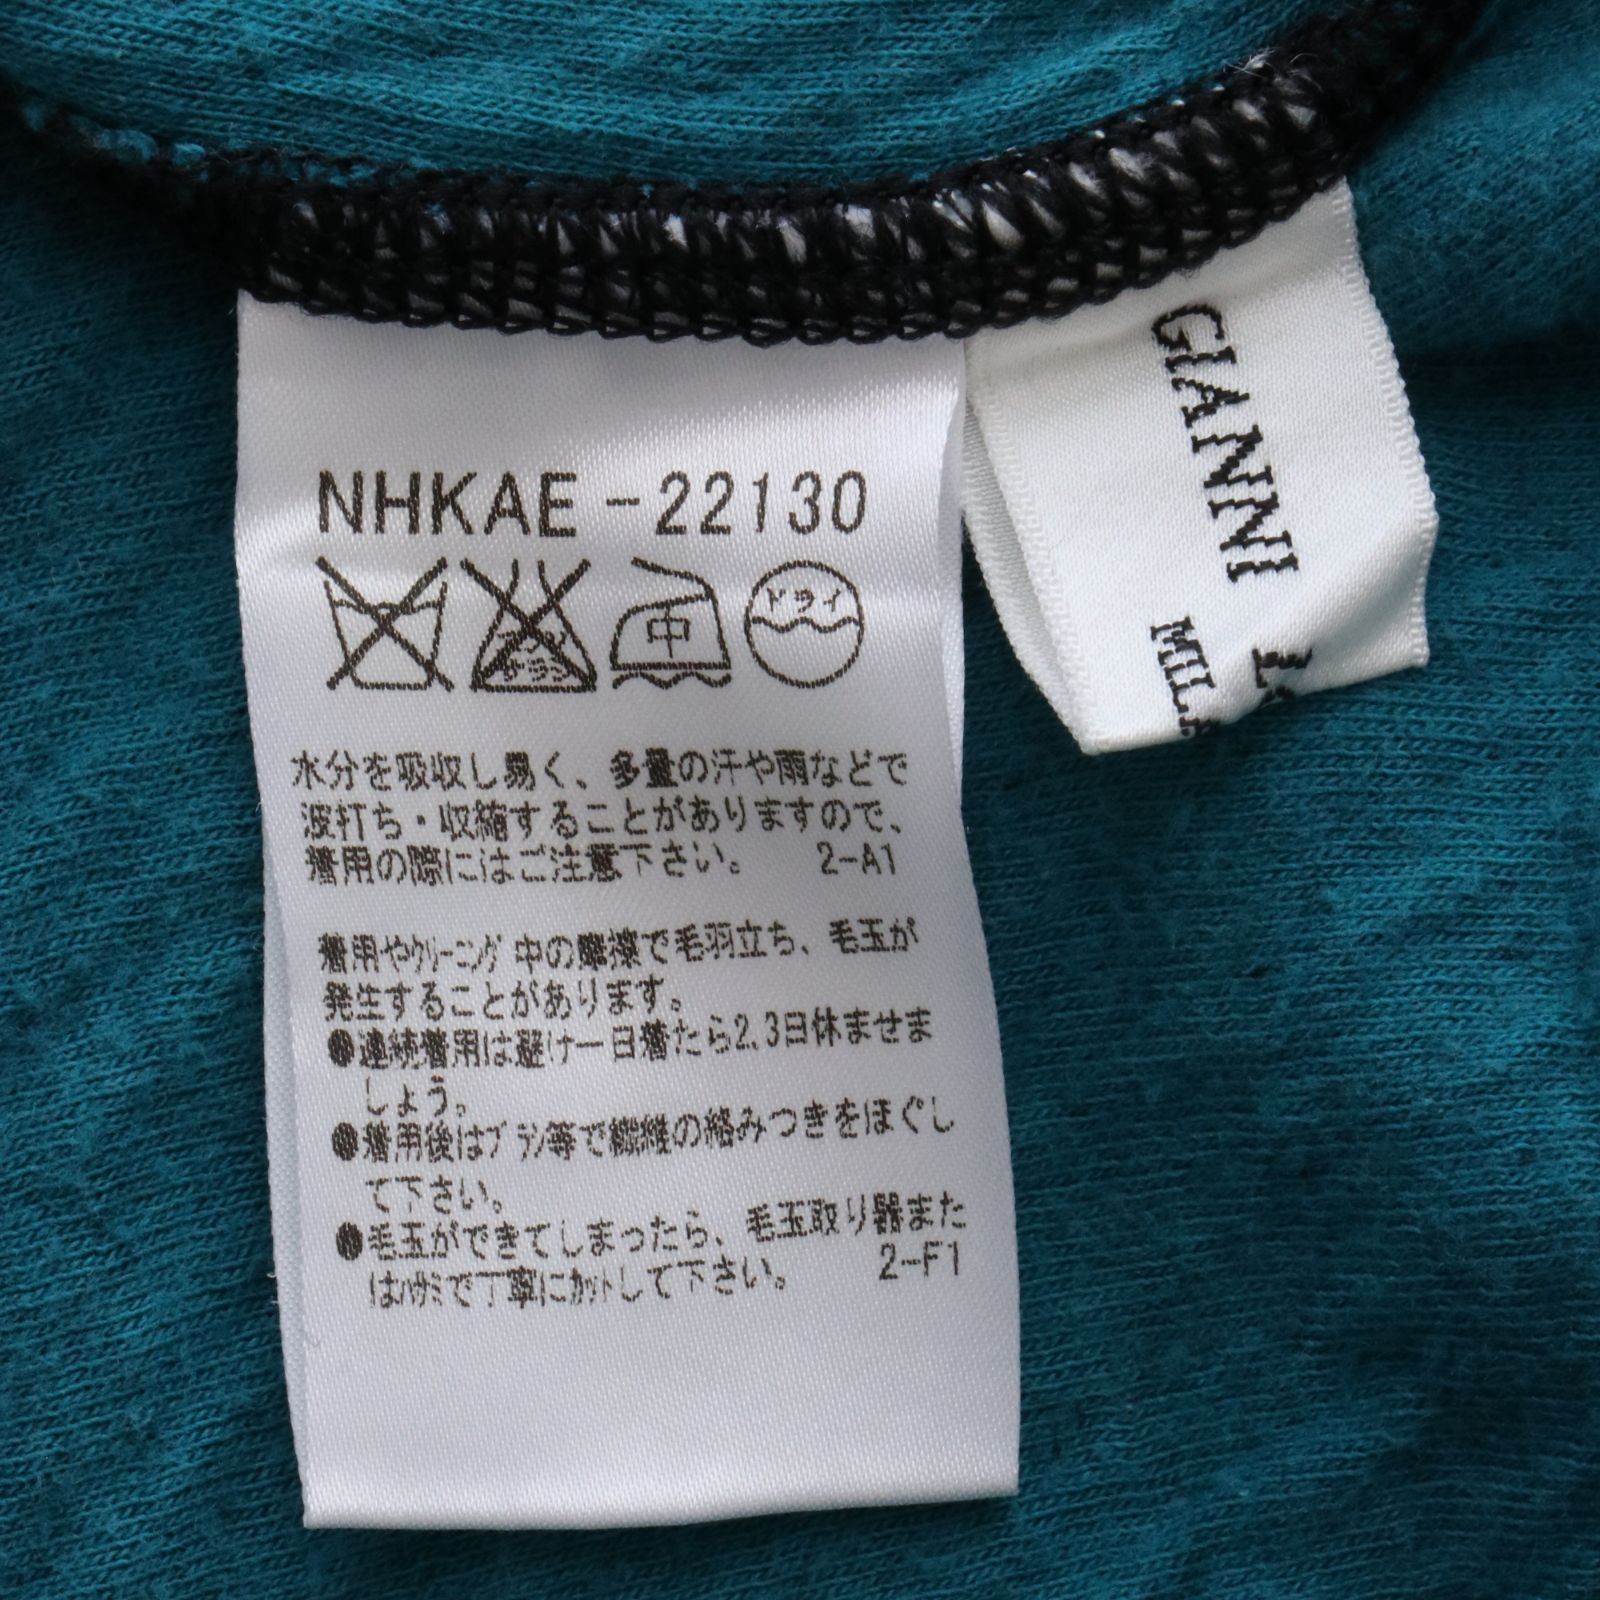 NHKAE-22130
エンソ
サラシ
中
ドライ
水分を吸収し易く、多量の汗や雨などで
波打ち・収縮することがありますので、
着用の際にはご注意下さい。 2-A1
着用やｸﾘｰﾆﾝｸﾞ中の摩擦で毛羽立ち、毛玉が
発生することがあります。
●連続着用は避け一日着たら2,3日休ませま
しょう。
●着用後はﾌﾞﾗｼ等で繊維の絡みつきをほぐし
て下さい。
●毛玉ができてしまったら、毛玉取り器また
はﾊｻﾐで丁寧にｶｯﾄして下さい。 2-F1
GIANNI